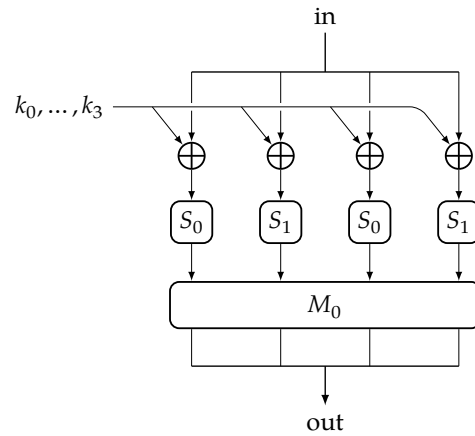 in
k₀, ..., k₃
S₀ S₁ S₀ S₁
M₀
out